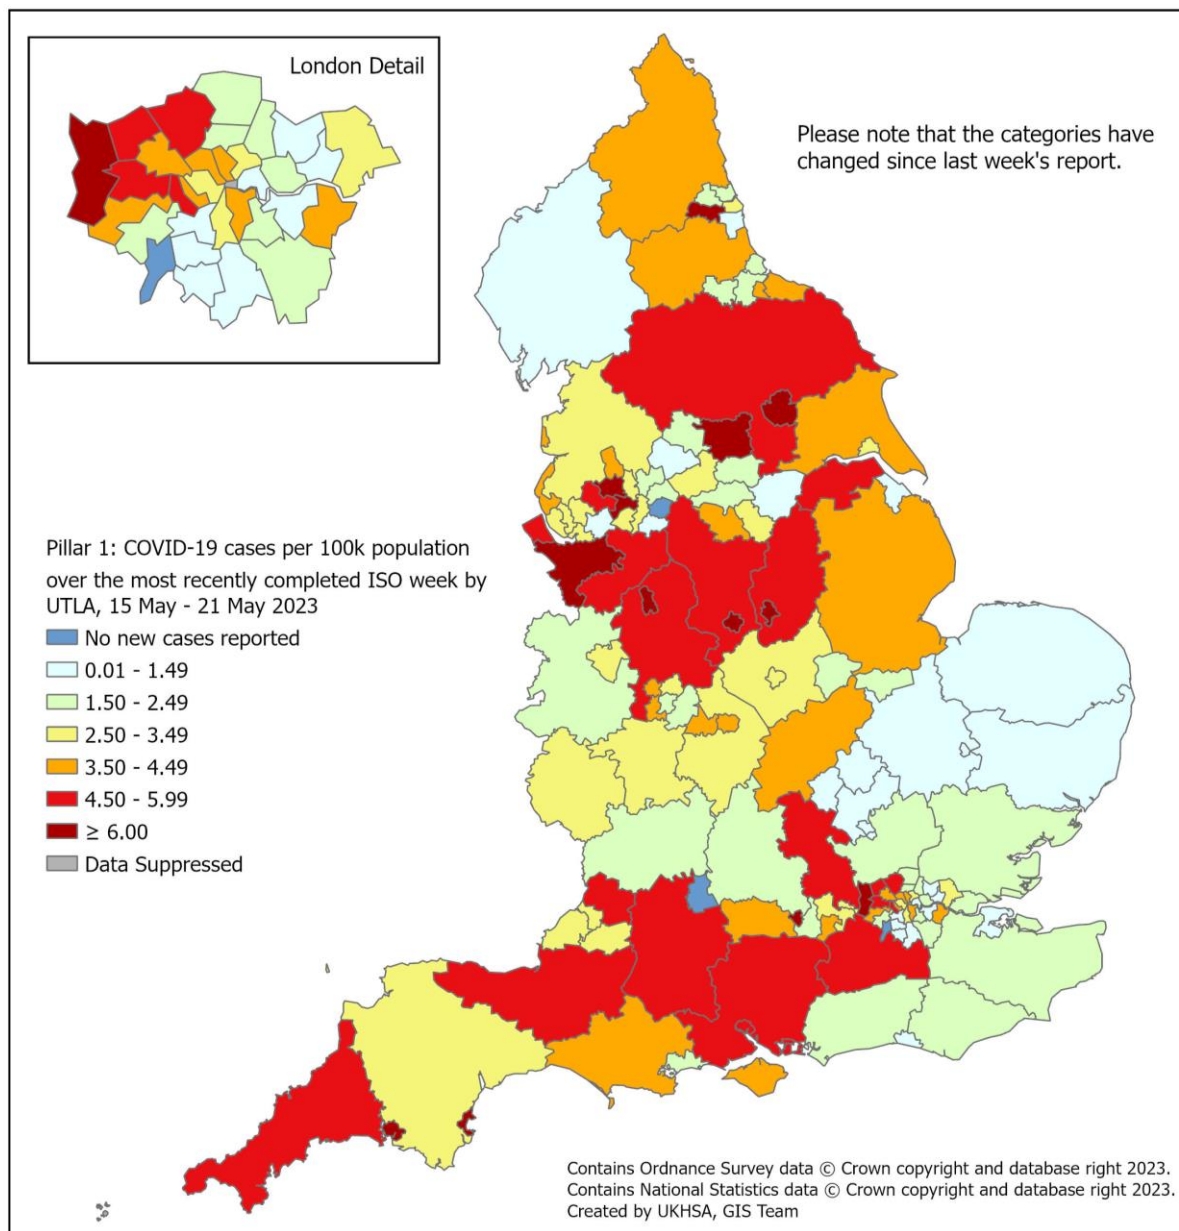 London Detail
Please note that the categories have
changed since last week's report.
Pillar 1: COVID-19 cases per 100k population
over the most recently completed ISO week by
UTLA, 15 May - 21 May 2023
No new cases reported
0.01 - 1.49
1.50 - 2.49
2.50 - 3.49
3.50 - 4.49
4.50 - 5.99
≥ 6.00
Data Suppressed
Contains Ordnance Survey data © Crown copyright and database right 2023.
Contains National Statistics data © Crown copyright and database right 2023.
Created by UKHSA, GIS Team